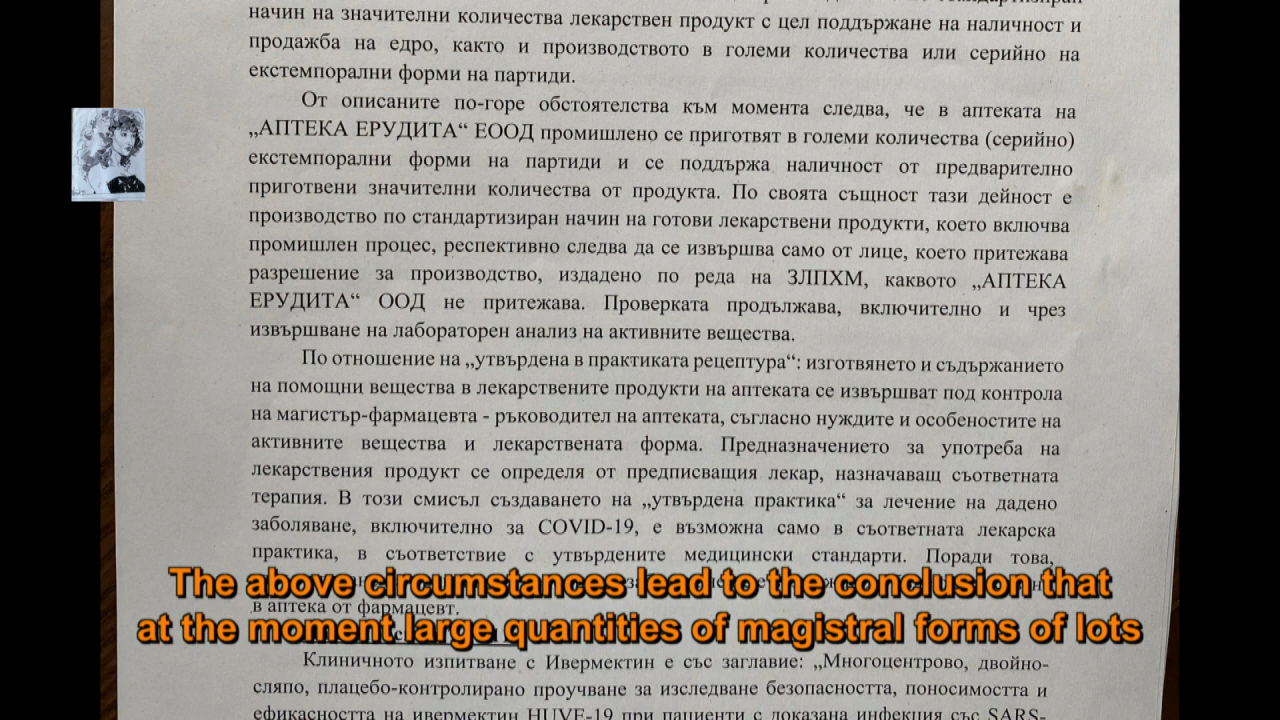 начин на значителни количества лекарствен продукт с цел поддържане на наличност и
продажба на едро, както и производството в големи количества или серийно на
екстемпорални форми на партиди.
От описаните по-горе обстоятелства към момента следва, че в аптеката на
„АПТЕКА ЕРУДИТА“ ЕООД промишлено се приготвят в големи количества (серийно)
екстемпорални форми на партиди и се поддържа наличност от предварително
приготвени значителни количества от продукта. По своята същност тази дейност е
производство по стандартизиран начин на готови лекарствени продукти, което включва
промишлен процес, респективно следва да се извършва само от лице, което притежава
разрешение за производство, издадено по реда на ЗЛПХМ, каквото „АПТЕКА
ЕРУДИТА“ ООД не притежава. Проверката продължава, включително и чрез
извършване на лабораторен анализ на активните вещества.
По отношение на „утвърдена в практиката рецептура“: изготвянето и съдържанието
на помощни вещества в лекарствените продукти на аптеката се извършват под контрола
на магистър-фармацевта - ръководител на аптеката, съгласно нуждите и особеностите на
активните вещества и лекарствената форма. Предназначението за употреба на
лекарствения продукт се определя от предписващия лекар, назначаващ съответната
терапия. В този смисъл създаването на „утвърдена практика“ за лечение на дадено
заболяване, включително за COVID-19, е възможна само в съответната лекарска
практика, в съответствие с утвърдените медицински стандарти. Поради това,
The above circumstances lead to the conclusion that
в аптека от фармацевт.
at the moment large quantities of magistral forms of lots
Клиничното изпитване с Ивермектин е със заглавие: „Многоцентрово, двойно-
сляпо, плацебо-контролирано проучване за изследване безопасността, поносимостта и
ефикасността на ивермектин HUVE-19 при пациенти с доказана инфекция със SARS-